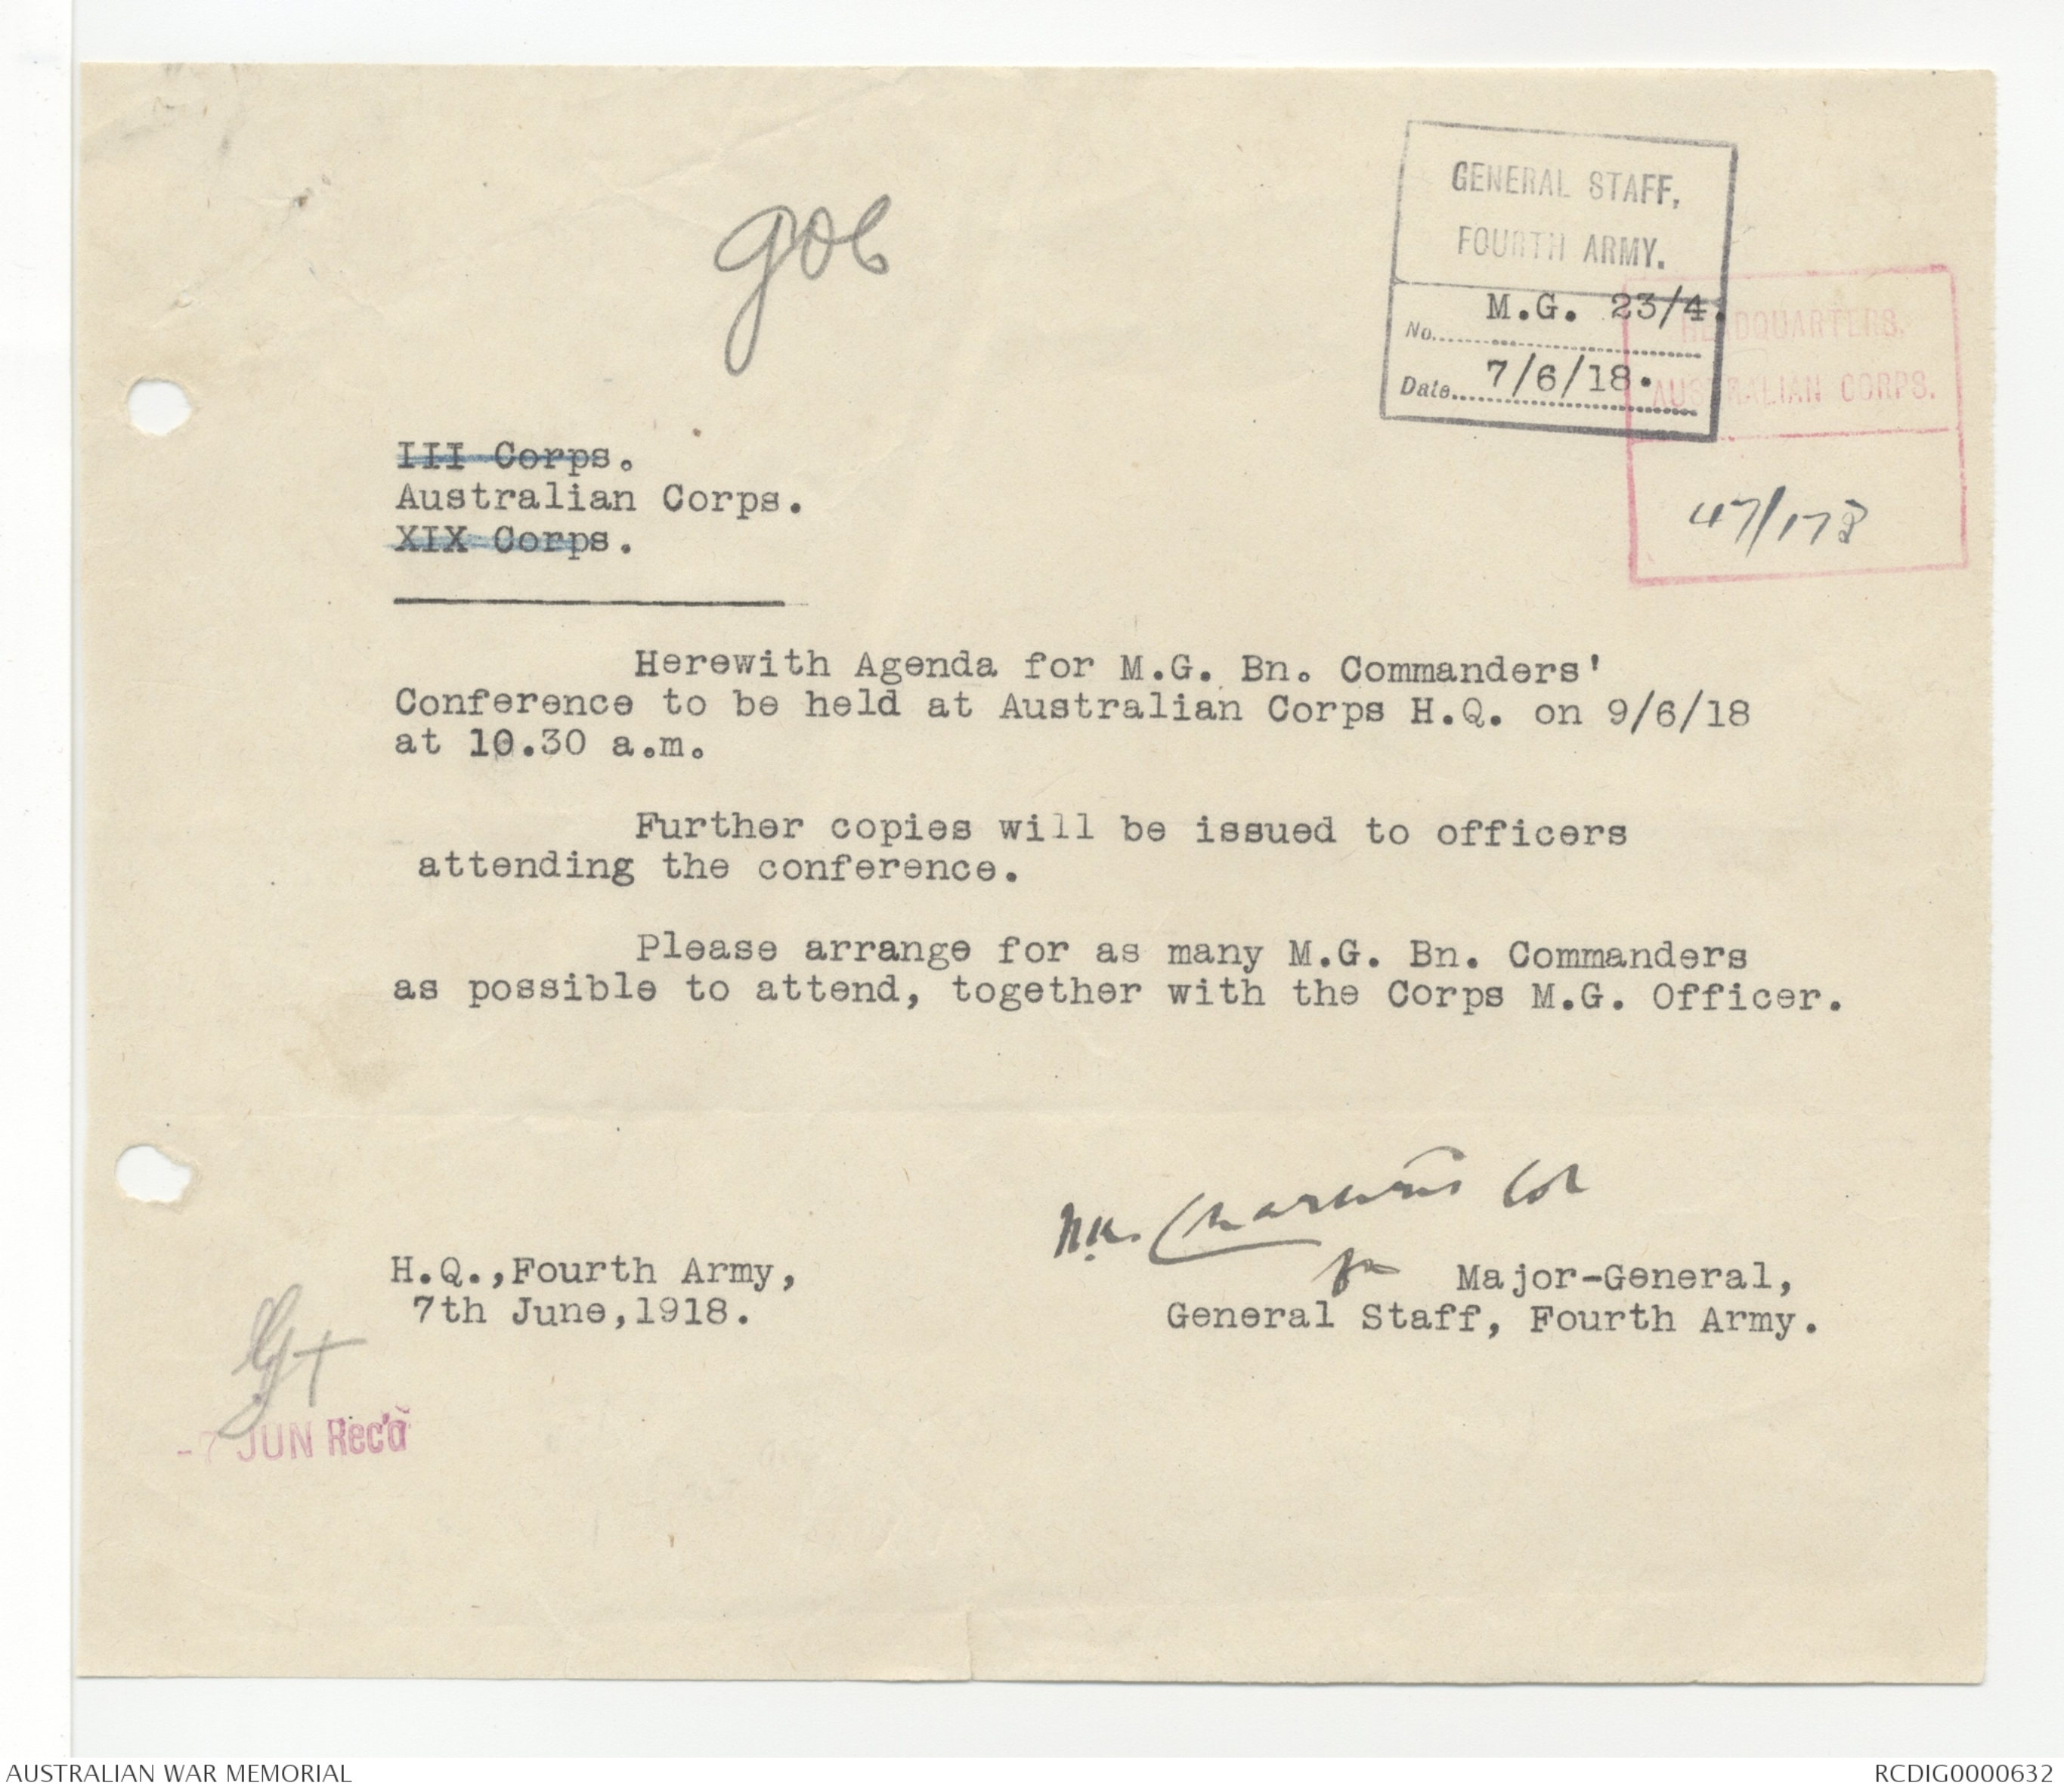 GENERAL STAFF,
FOURTH ARMY.
No. M.G. 23/4.
Date 7/6/18.
HEADQUARTERS.
AUSTRALIAN CORPS.
47/178
III Corps.
Australian Corps.
XIX Corps.
Herewith Agenda for M.G. Bn. Commanders'
Conference to be held at Australian Corps H.Q. on 9/6/18
at 10.30 a.m.
Further copies will be issued to officers
attending the conference.
Please arrange for as many M.G. Bn. Commanders
as possible to attend, together with the Corps M.G. Officer.
Col
for Major-General,
General Staff, Fourth Army.
H.Q.,Fourth Army,
7th June,1918.
-7 JUN Rec'd
AUSTRALIAN WAR MEMORIAL
RCDIG0000632